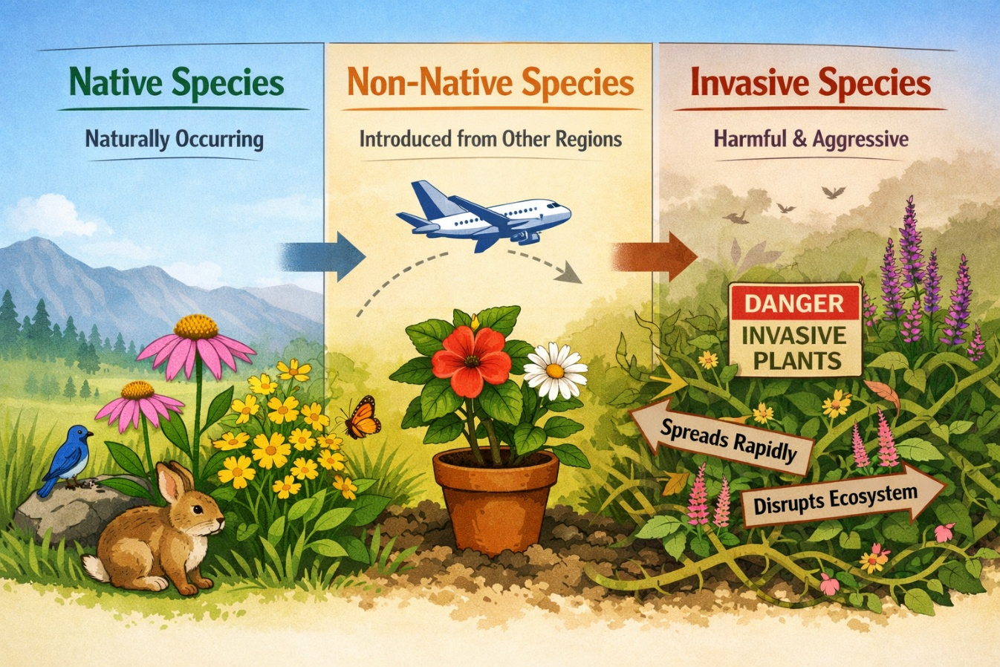 Native Species
Naturally Occurring
Non-Native Species
Introduced from Other Regions
Invasive Species
Harmful & Aggressive
DANGER
INVASIVE
PLANTS
Spreads Rapidly
Disrupts Ecosystem